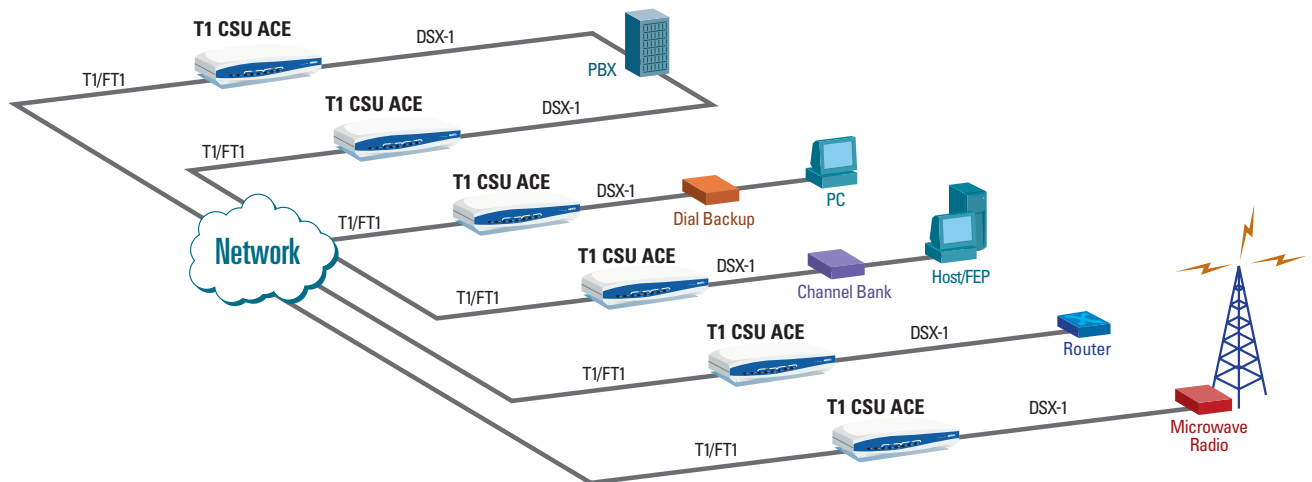 T1 CSU ACE
DSX-1
T1/FT1
PBX
T1 CSU ACE
DSX-1
T1/FT1
T1 CSU ACE
DSX-1
T1/FT1
Dial Backup
PC
Network
T1 CSU ACE
DSX-1
T1/FT1
Channel Bank
Host/FEP
T1 CSU ACE
DSX-1
T1/FT1
Router
T1 CSU ACE
DSX-1
T1/FT1
Microwave
Radio